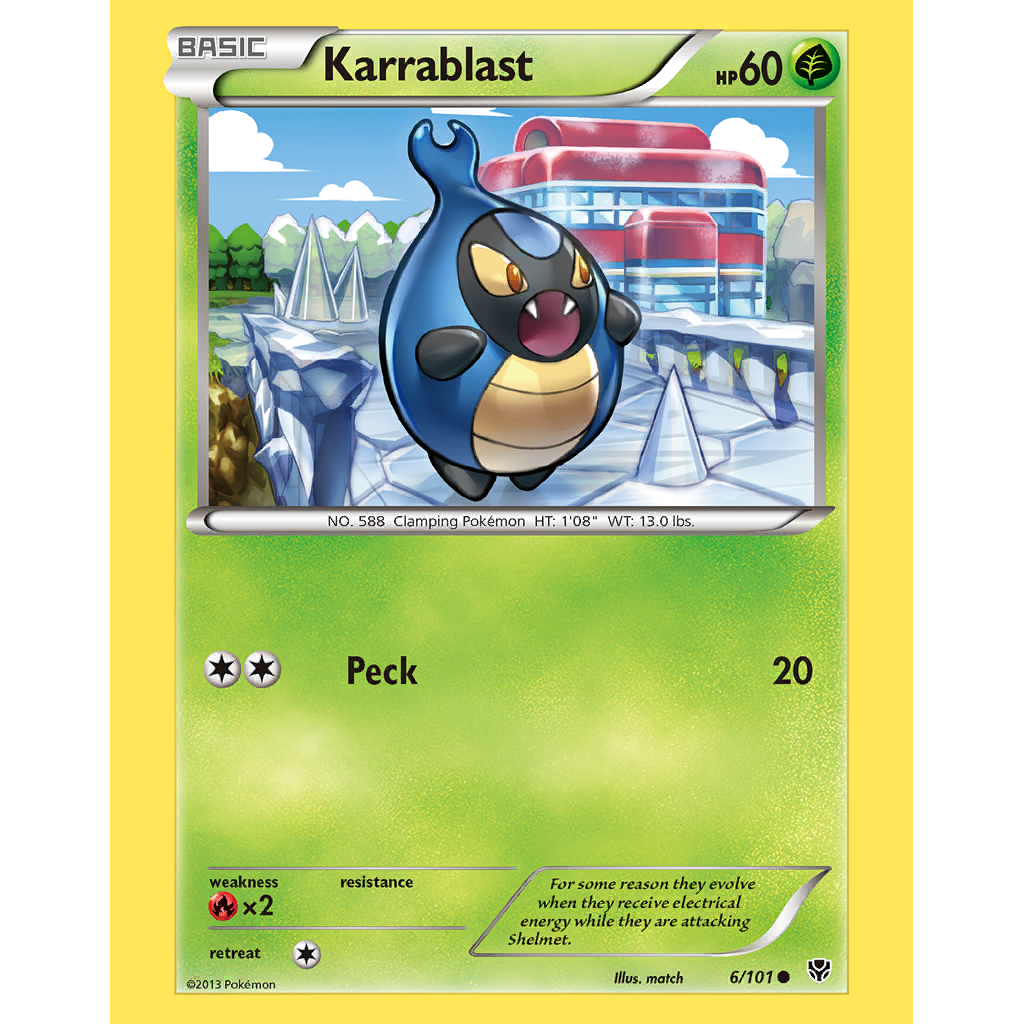 BASIC
Karrablast
HP60
NO. 588 Clamping Pokémon HT: 1'08" WT: 13.0 lbs.
Peck 20
weakness
resistance
×2
For some reason they evolve
when they receive electrical
energy while they are attacking
Shelmet.
retreat
©2013 Pokémon
Illus. match
6/101